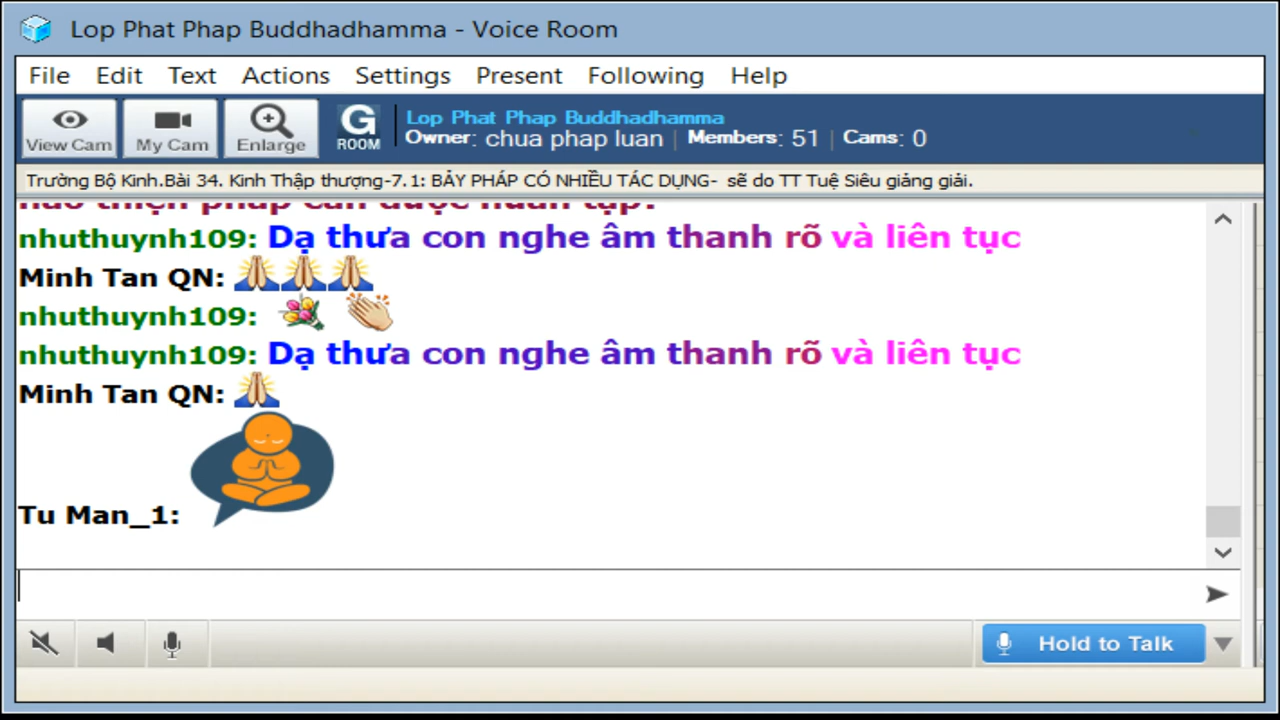 Lop Phat Phap Buddhadhamma - Voice Room
File Edit Text Actions Settings Present Following Help
View Cam My Cam Enlarge G ROOM
Lop Phat Phap Buddhadhamma
Owner: chua phap luan | Members: 51 | Cams: 0
Trường Bộ Kinh.Bài 34. Kinh Thập thượng-7.1: BẢY PHÁP CÓ NHIỀU TÁC DỤNG- sẽ do TT Tuệ Siêu giảng giải.
nhuthuynh109: Dạ thưa con nghe âm thanh rõ và liên tục
Minh Tan QN:
nhuthuynh109:
nhuthuynh109: Dạ thưa con nghe âm thanh rõ và liên tục
Minh Tan QN:
Tu Man_1:
Hold to Talk